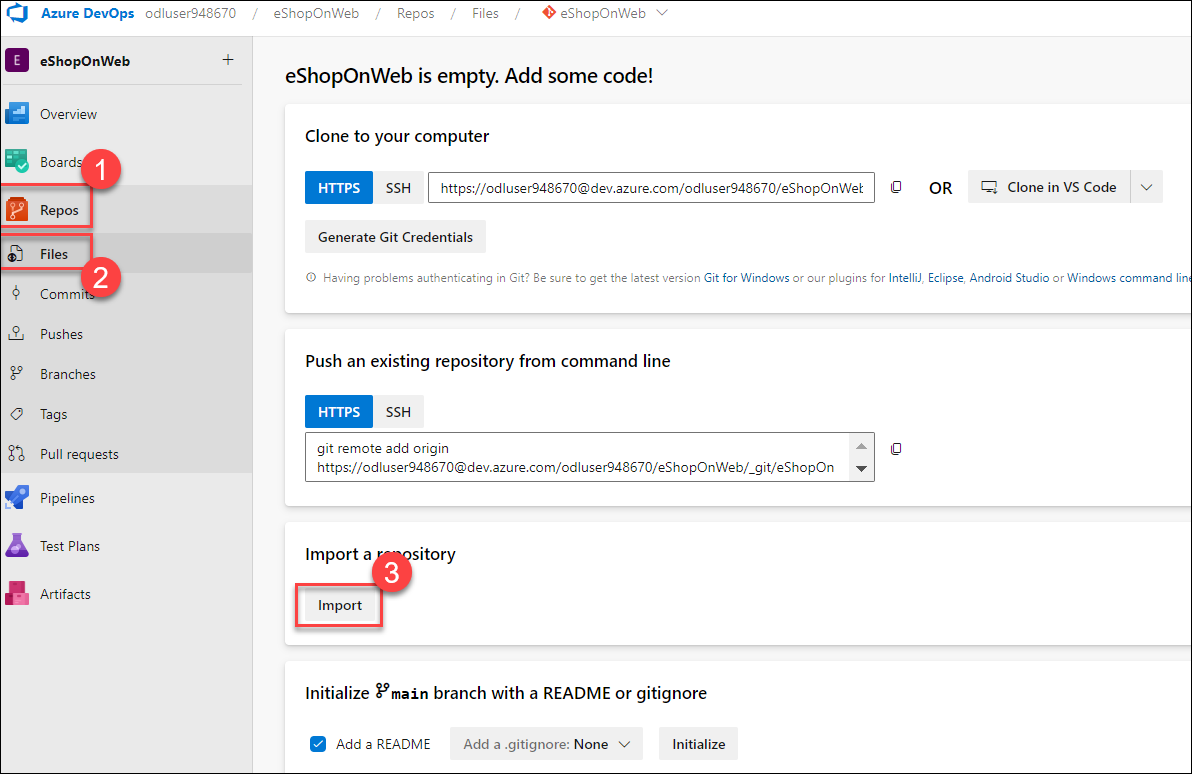 Azure DevOps odluser948670 / eShopOnWeb / Repos / Files / eShopOnWeb
E eShopOnWeb +
Overview
Boards
1
Repos
Files
2
Commits
Pushes
Branches
Tags
Pull requests
Pipelines
Test Plans
Artifacts
eShopOnWeb is empty. Add some code!
Clone to your computer
HTTPS SSH https://odluser948670@dev.azure.com/odluser948670/eShopOnWeb OR Clone in VS Code
Generate Git Credentials
Having problems authenticating in Git? Be sure to get the latest version Git for Windows or our plugins for IntelliJ, Eclipse, Android Studio or Windows command line
Push an existing repository from command line
HTTPS SSH
git remote add origin
https://odluser948670@dev.azure.com/odluser948670/eShopOnWeb/_git/eShopOn
Import a repository
3
Import
Initialize main branch with a README or gitignore
Add a README Add a .gitignore: None Initialize